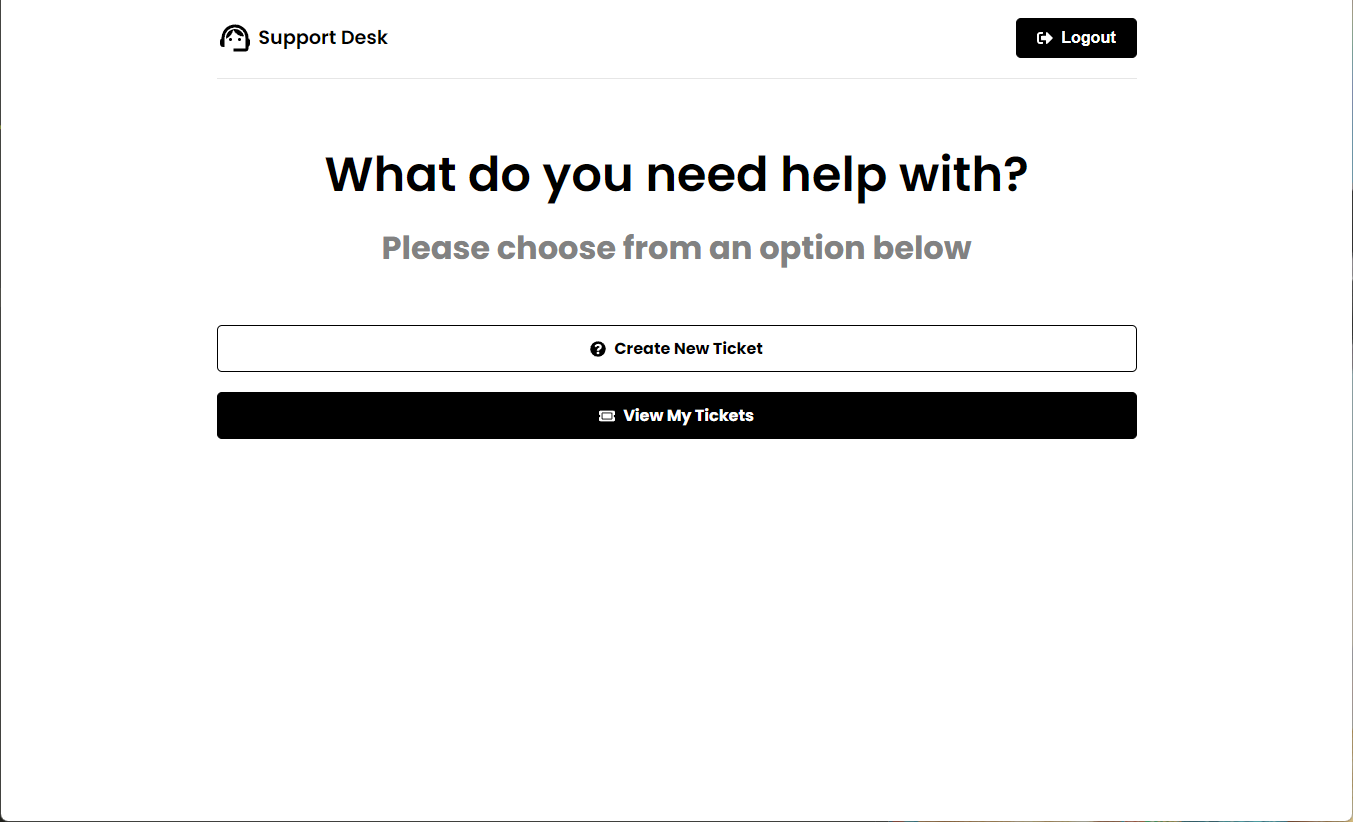 Support Desk
Logout
What do you need help with?
Please choose from an option below
Create New Ticket
View My Tickets